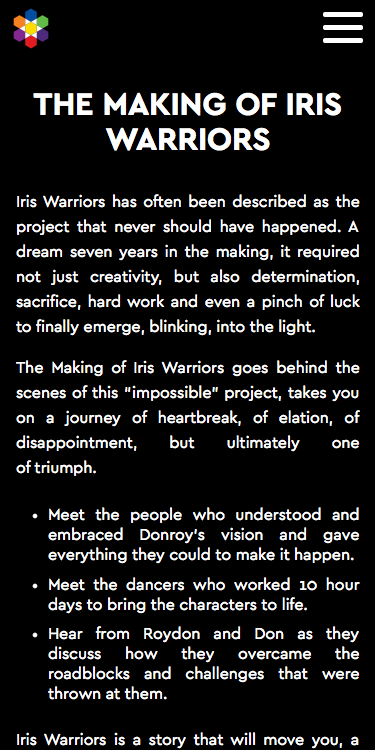 THE MAKING OF IRIS
WARRIORS
Iris Warriors has often been described as the
project that never should have happened. A
dream seven years in the making, it required
not just creativity, but also determination,
sacrifice, hard work and even a pinch of luck
to finally emerge, blinking, into the light.
The Making of Iris Warriors goes behind the
scenes of this “impossible” project, takes you
on a journey of heartbreak, of elation, of
disappointment, but ultimately one
of triumph.
• Meet the people who understood and
embraced Donroy’s vision and gave
everything they could to make it happen.
• Meet the dancers who worked 10 hour
days to bring the characters to life.
• Hear from Roydon and Don as they
discuss how they overcame the
roadblocks and challenges that were
thrown at them.
Iris Warriors is a story that will move you, a